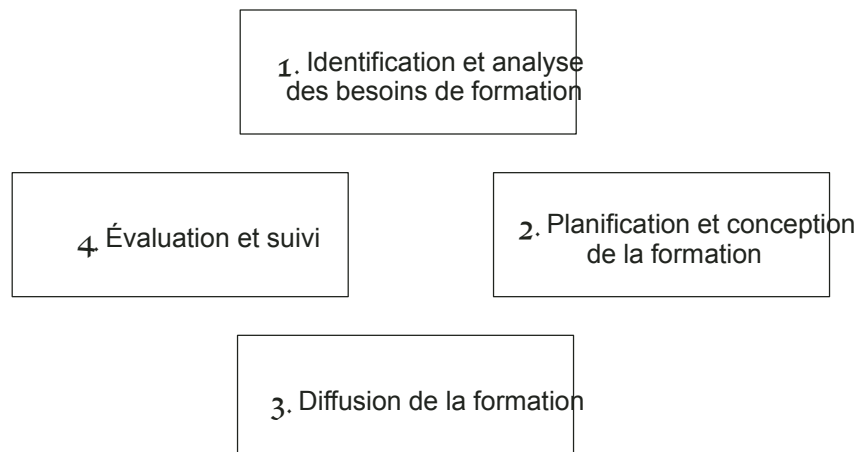 1. Identification et analyse
des besoins de formation
4. Évaluation et suivi
2. Planification et conception
de la formation
3. Diffusion de la formation